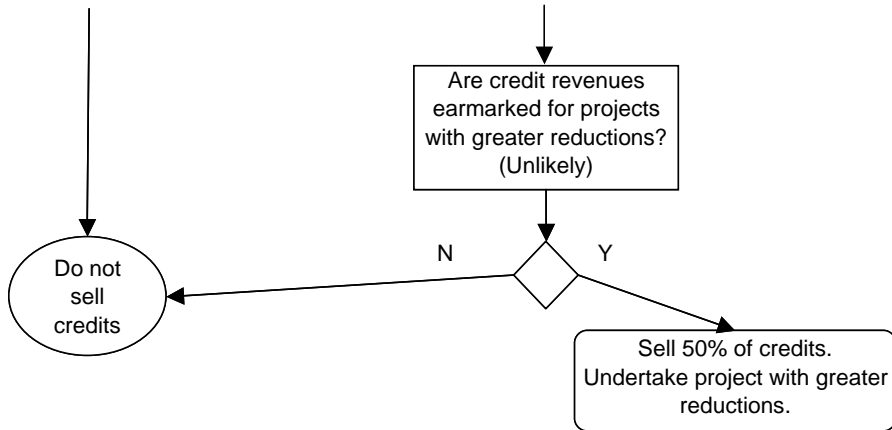 Are credit revenues
earmarked for projects
with greater reductions?
(Unlikely)
N
Y
Do not
sell
credits
Sell 50% of credits.
Undertake project with greater
reductions.